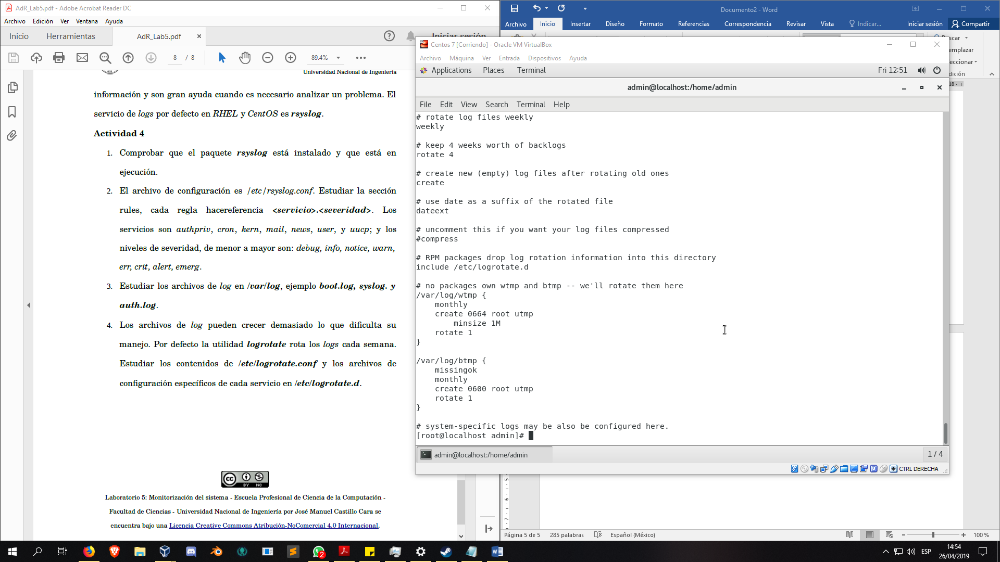 AdR_Lab5.pdf - Adobe Acrobat Reader DC
Archivo Edición Ver Ventana Ayuda
Inicio Herramientas AdR_Lab5.pdf
8 / 8 89.4%
Universidad Nacional de Ingeniería
información y son gran ayuda cuando es necesario analizar un problema. El
servicio de logs por defecto en RHEL y CentOS es rsyslog.
Actividad 4
1. Comprobar que el paquete rsyslog está instalado y que está en
ejecución.
2. El archivo de configuración es /etc/rsyslog.conf. Estudiar la sección
rules, cada regla hacereferencia <servicio>.<severidad>. Los
servicios son authpriv, cron, kern, mail, news, user, y uucp; y los
niveles de severidad, de menor a mayor son: debug, info, notice, warn,
err, crit, alert, emerg.
3. Estudiar los archivos de log en /var/log, ejemplo boot.log, syslog. y
auth.log.
4. Los archivos de log pueden crecer demasiado lo que dificulta su
manejo. Por defecto la utilidad logrotate rota los logs cada semana.
Estudiar los contenidos de /etc/logrotate.conf y los archivos de
configuración específicos de cada servicio en /etc/logrotate.d.
cc BY NC
Laboratorio 5: Monitorización del sistema - Escuela Profesional de Ciencia de la Computación -
Facultad de Ciencias - Universidad Nacional de Ingeniería por José Manuel Castillo Cara se
encuentra bajo una Licencia Creative Commons Atribución-NoComercial 4.0 Internacional.
Documento2 - Word
Archivo Inicio Insertar Diseño Formato Referencias Correspondencia Revisar Vista Indicar... Iniciar sesión Compartir
Centos 7 [Corriendo] - Oracle VM VirtualBox
Archivo Máquina Ver Entrada Dispositivos Ayuda
Applications Places Terminal Fri 12:51
admin@localhost:/home/admin
File Edit View Search Terminal Help
# rotate log files weekly
weekly
# keep 4 weeks worth of backlogs
rotate 4
# create new (empty) log files after rotating old ones
create
# use date as a suffix of the rotated file
dateext
# uncomment this if you want your log files compressed
#compress
# RPM packages drop log rotation information into this directory
include /etc/logrotate.d
# no packages own wtmp and btmp -- we'll rotate them here
/var/log/wtmp {
monthly
create 0664 root utmp
minsize 1M
rotate 1
}
/var/log/btmp {
missingok
monthly
create 0600 root utmp
rotate 1
}
# system-specific logs may be also be configured here.
[root@localhost admin]#
admin@localhost:/home/admin 1 / 4
CTRL DERECHA
Página 5 de 5 285 palabras Español (México) 100 %
2 ESP 14:54
26/04/2019